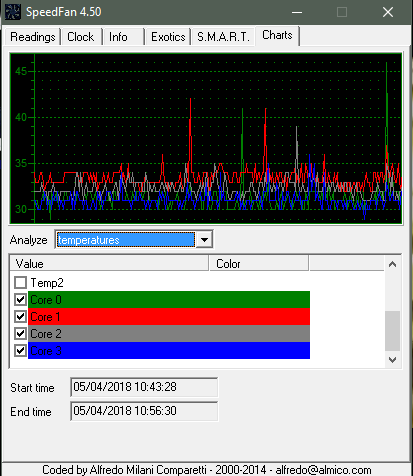 SpeedFan 4.50
Readings Clock Info Exotics S.M.A.R.T. Charts
45
40
35
30
Analyze temperatures
Value Color
Temp2
Core 0
Core 1
Core 2
Core 3
Start time 05/04/2018 10:43:28
End time 05/04/2018 10:56:30
Coded by Alfredo Milani Comparetti - 2000-2014 - alfredo@almico.com